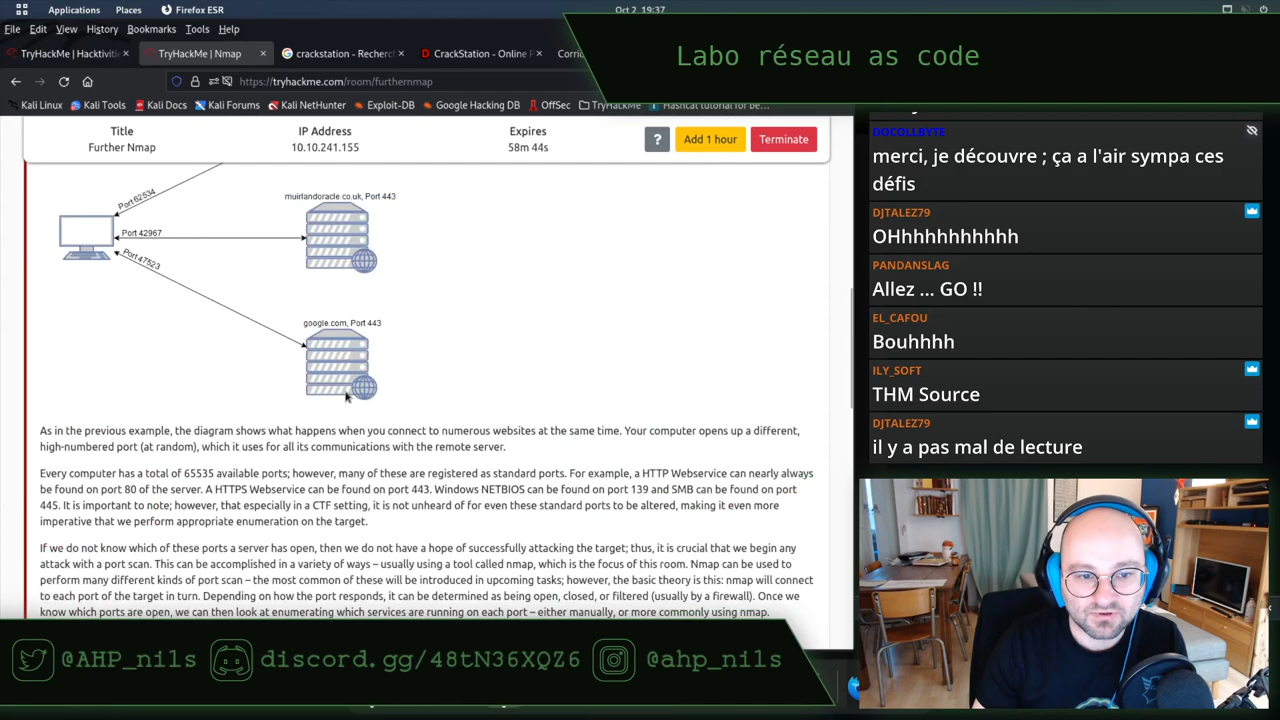 Applications Places Firefox ESR
Oct 2, 19:37
File Edit View History Bookmarks Tools Help
TryHackMe | Hacktiviti
TryHackMe | Nmap
crackstation - Recherc
CrackStation - Online P
Corrid
https://tryhackme.com/room/furthernmap
Kali Linux Kali Tools Kali Docs Kali Forums Kali NetHunter Exploit-DB Google Hacking DB OffSec TryHackMe Hashcat tutorial for be...
Title
Further Nmap
IP Address
10.10.241.155
Expires
58m 44s
?
Add 1 hour
Terminate
Port 62534
muirlandoracle.co.uk, Port 443
Port 42967
Port 47523
google.com, Port 443
As in the previous example, the diagram shows what happens when you connect to numerous websites at the same time. Your computer opens up a different,
high-numbered port (at random), which it uses for all its communications with the remote server.
Every computer has a total of 65535 available ports; however, many of these are registered as standard ports. For example, a HTTP Webservice can nearly always
be found on port 80 of the server. A HTTPS Webservice can be found on port 443. Windows NETBIOS can be found on port 139 and SMB can be found on port
445. It is important to note; however, that especially in a CTF setting, it is not unheard of for even these standard ports to be altered, making it even more
imperative that we perform appropriate enumeration on the target.
If we do not know which of these ports a server has open, then we do not have a hope of successfully attacking the target; thus, it is crucial that we begin any
attack with a port scan. This can be accomplished in a variety of ways – usually using a tool called nmap, which is the focus of this room. Nmap can be used to
perform many different kinds of port scan – the most common of these will be introduced in upcoming tasks; however, the basic theory is this: nmap will connect
to each port of the target in turn. Depending on how the port responds, it can be determined as being open, closed, or filtered (usually by a firewall). Once we
know which ports are open, we can then look at enumerating which services are running on each port – either manually, or more commonly using nmap.
Labo réseau as code
DOCOLLBYTE
merci, je découvre ; ça a l'air sympa ces
défis
DJTALEZ79
OHhhhhhhhhhh
PANDANSLAG
Allez ... GO !!
EL_CAFOU
Bouhhhh
ILY_SOFT
THM Source
DJTALEZ79
il y a pas mal de lecture
@AHP_nils
discord.gg/48tN36XQZ6
@ahp_nils